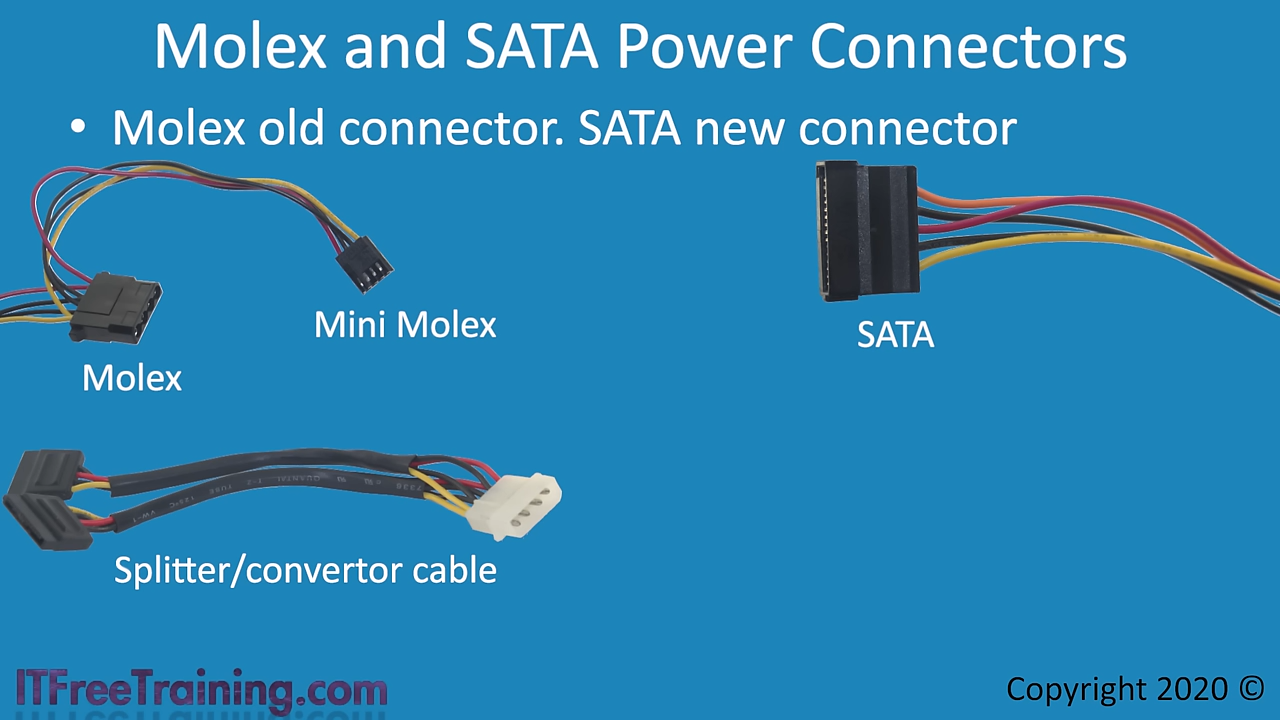 Molex and SATA Power Connectors
• Molex old connector. SATA new connector
Mini Molex
SATA
Molex
Splitter/convertor cable
ITFreeTraining.com
Copyright 2020 ©